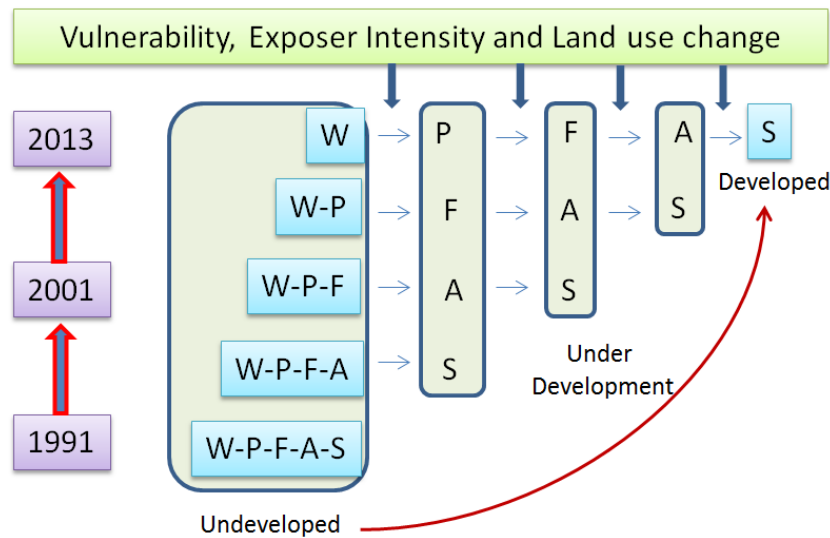 Vulnerability, Exposer Intensity and Land use change
2013
W
P
F
A
S
Developed
W-P
F
A
S
2001
W-P-F
A
S
Under
Development
W-P-F-A
S
1991
W-P-F-A-S
Undeveloped